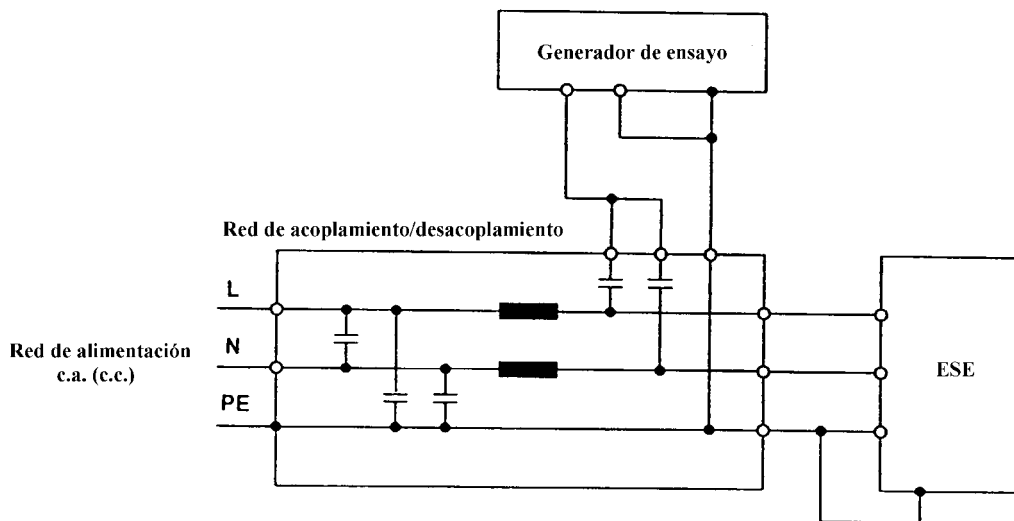 Generador de ensayo
Red de acoplamiento/desacoplamiento
L
Red de alimentación
c.a. (c.c.)
N
PE
ESE